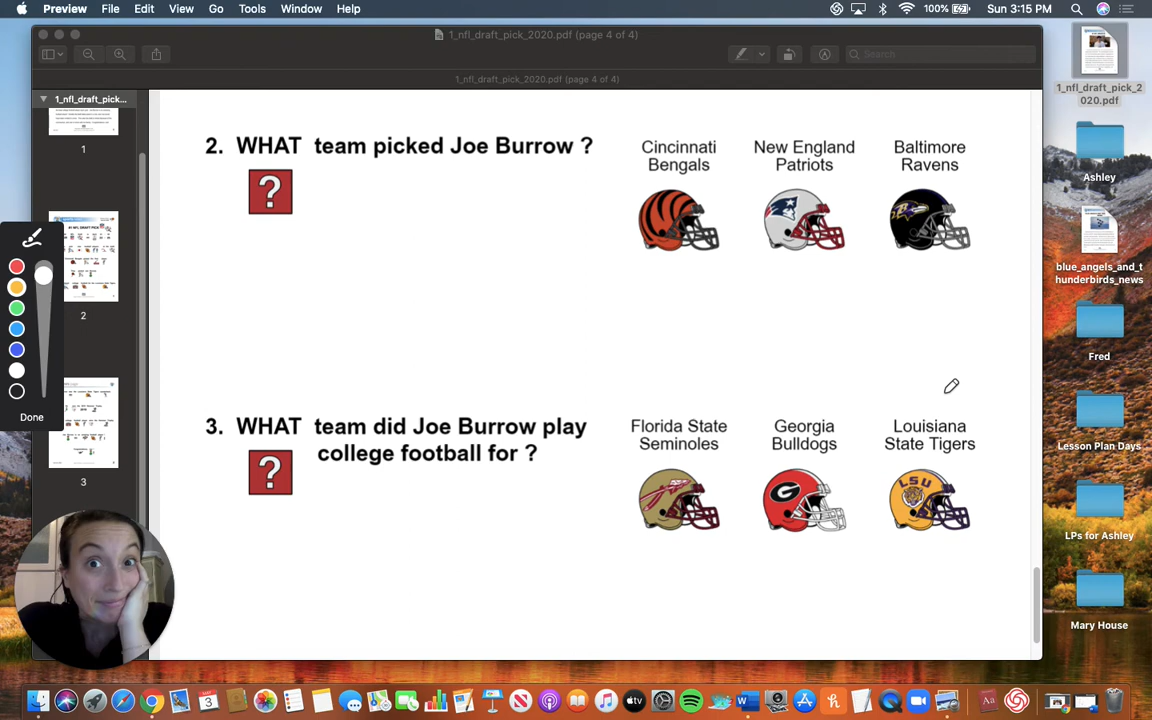 Preview File Edit View Go Tools Window Help
100% Sun 3:15 PM
1_nfl_draft_pick_2020.pdf (page 4 of 4)
Search
1_nfl_draft_pick_2020.pdf (page 4 of 4)
1_nfl_draft_pick...
1
2
3
Done
2. WHAT team picked Joe Burrow ?
?
Cincinnati
Bengals
New England
Patriots
Baltimore
Ravens
3. WHAT team did Joe Burrow play
college football for ?
?
Florida State
Seminoles
Georgia
Bulldogs
Louisiana
State Tigers
G
LSU
1_nfl_draft_pick_2
020.pdf
Ashley
blue_angels_and_t
hunderbirds_news
Fred
Lesson Plan Days
LPs for Ashley
Mary House
3
tv
W